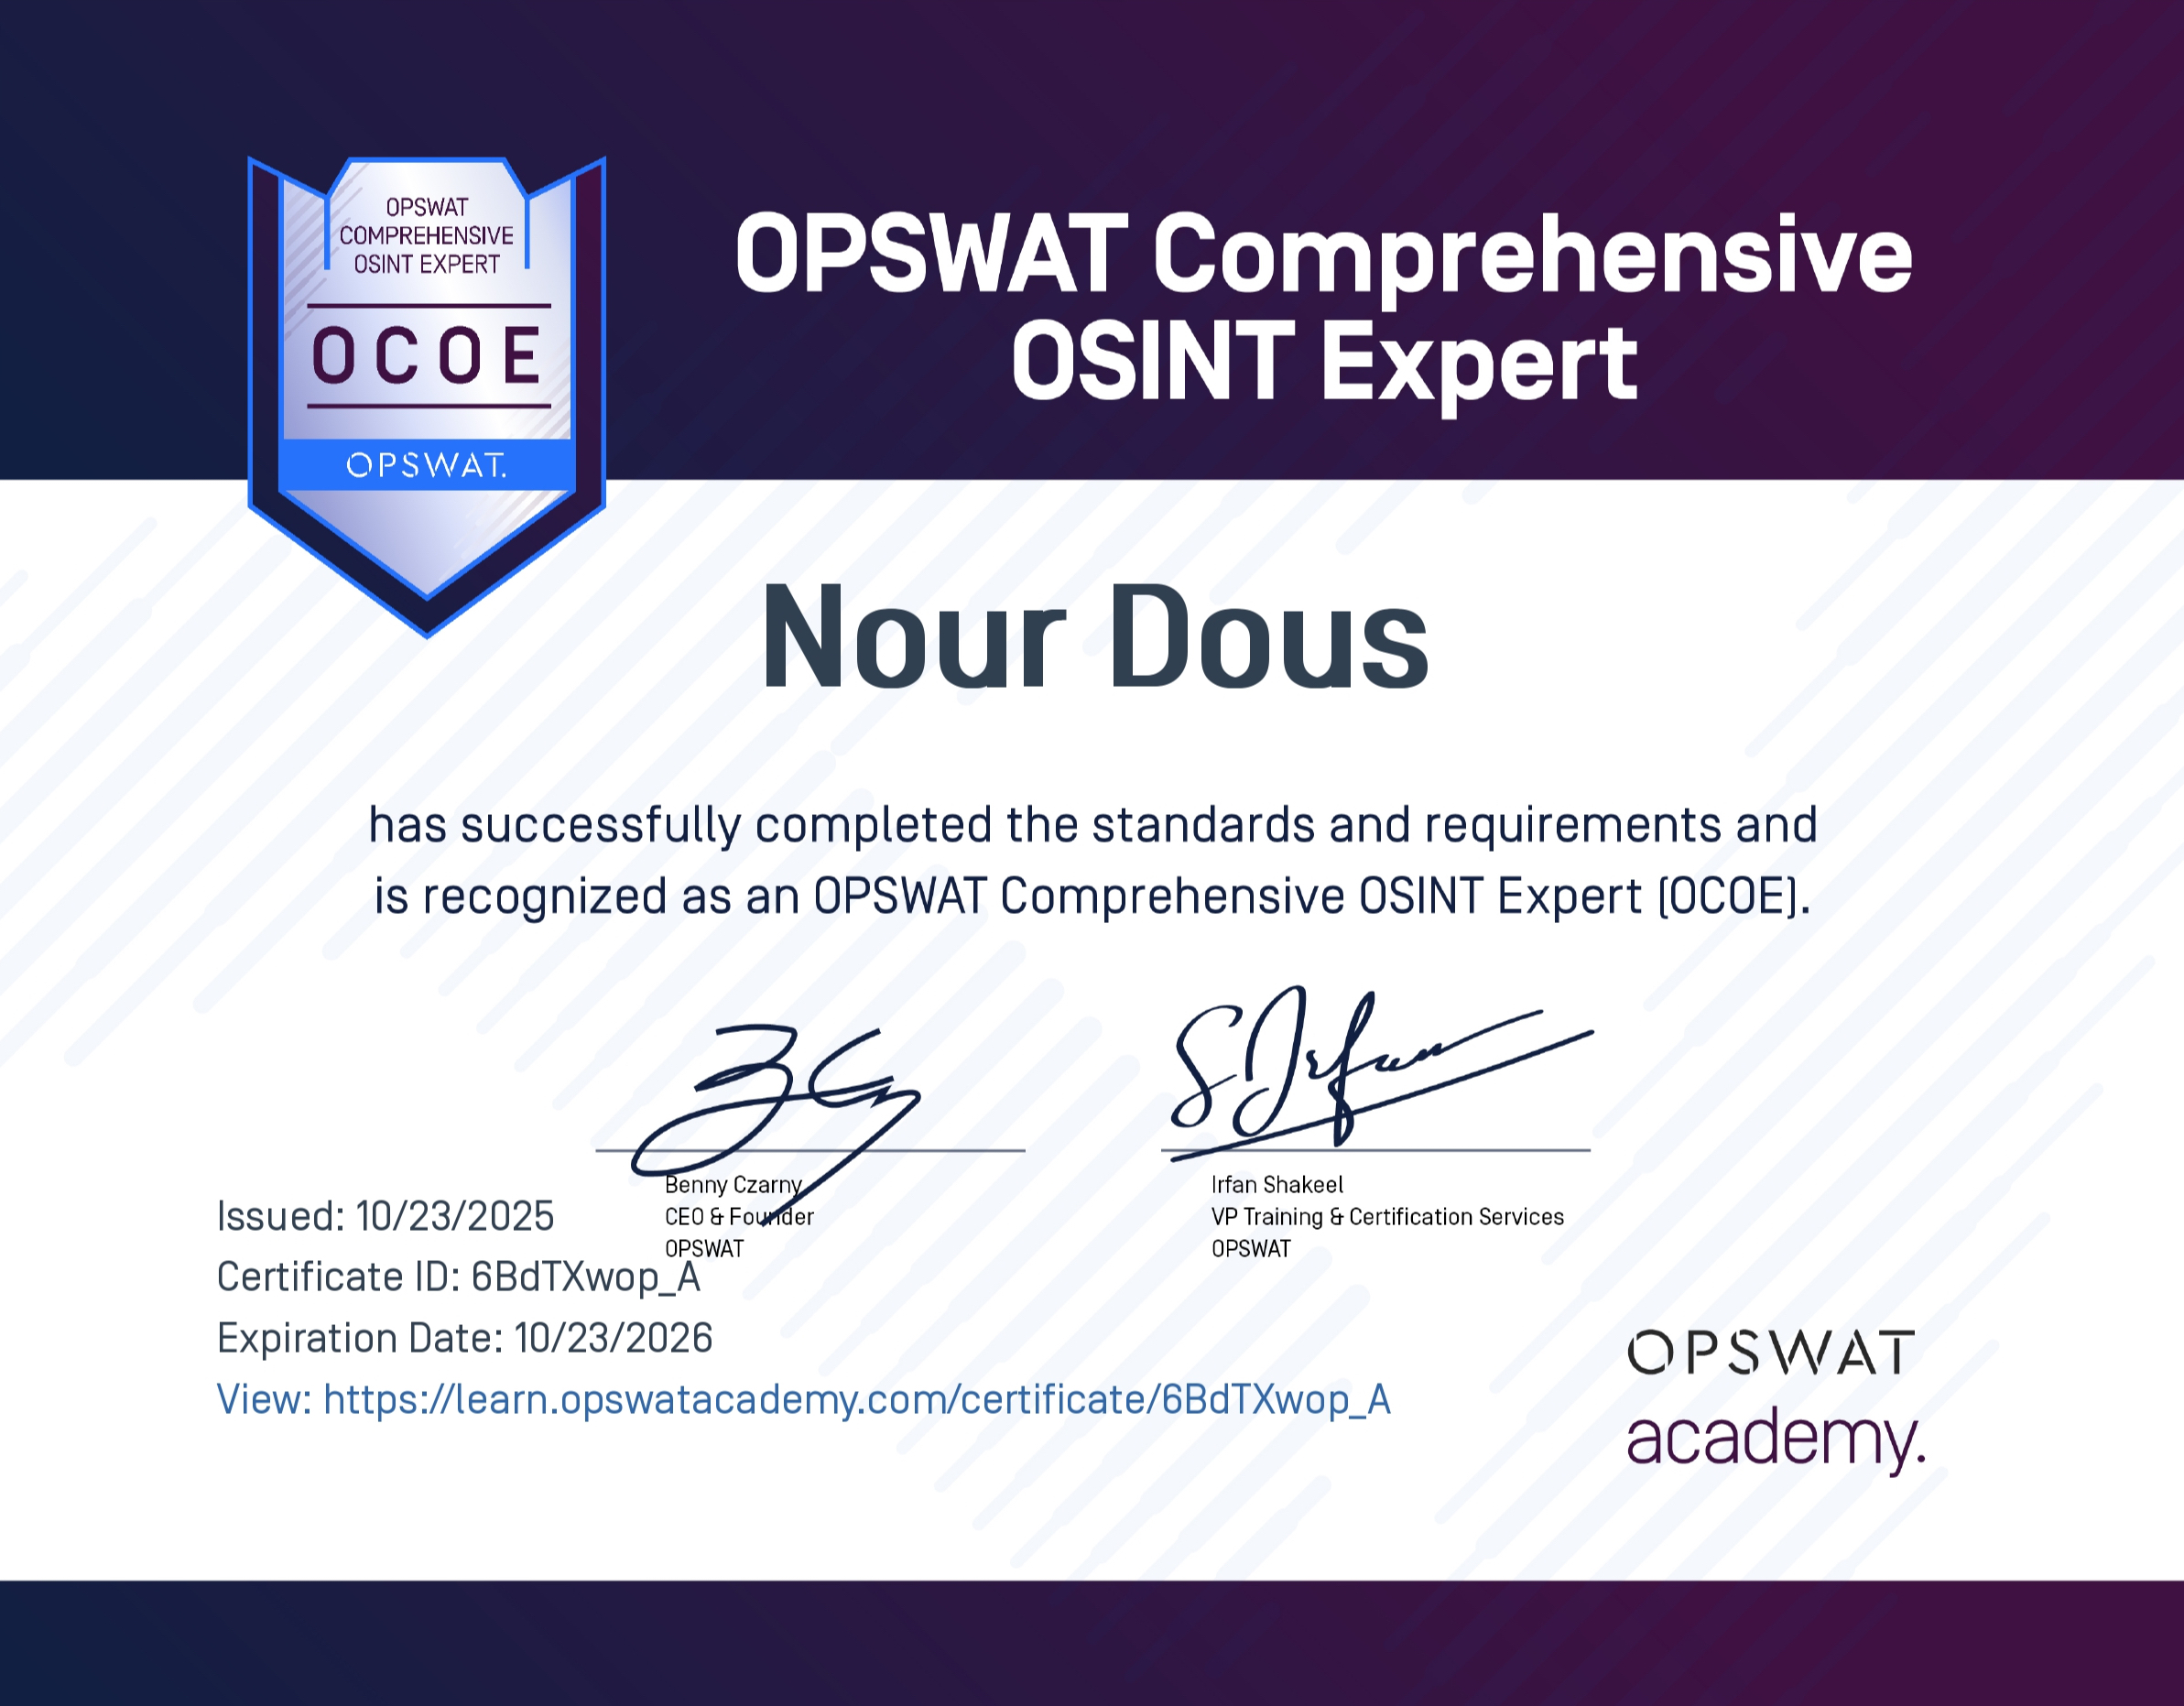 OPSWAT
COMPREHENSIVE
OSINT EXPERT
OCOE
OPSWAT.
OPSWAT Comprehensive
OSINT Expert
Nour Dous
has successfully completed the standards and requirements and
is recognized as an OPSWAT Comprehensive OSINT Expert (OCOE).
Benny Czarny
CEO & Founder
OPSWAT
Irfan Shakeel
VP Training & Certification Services
OPSWAT
Issued: 10/23/2025
Certificate ID: 6BdTXwop_A
Expiration Date: 10/23/2026
View: https://learn.opswatacademy.com/certificate/6BdTXwop_A
OPSWAT
academy.